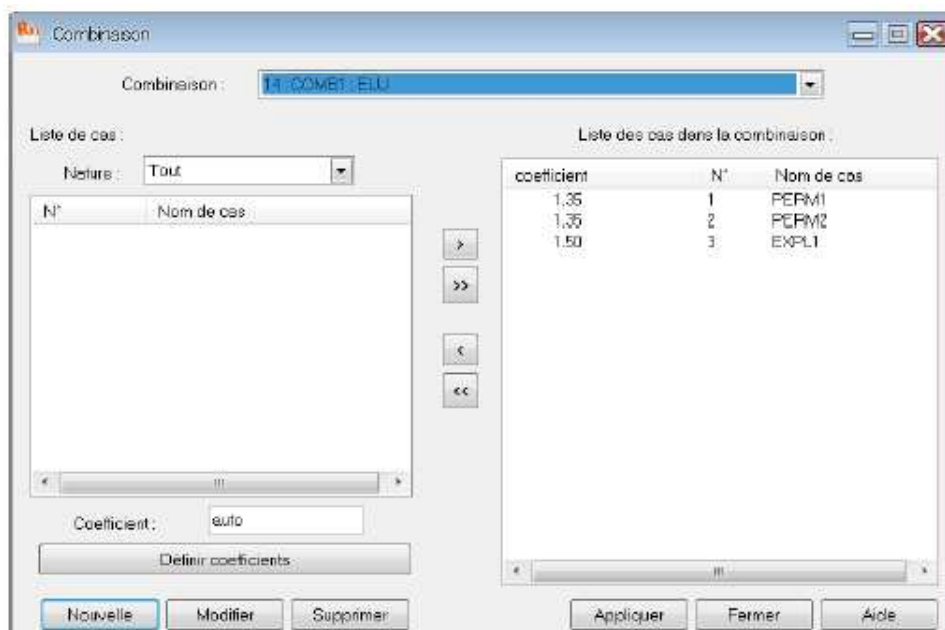 Combinaison
Combinaison : 14 : COMB1 : ELU
Liste de cas :
Nature : Tout
N° Nom de cas
Coefficient : auto
Définir coefficients
Nouvelle Modifier Supprimer
>
>>
<
<<
Liste des cas dans la combinaison :
coefficient N° Nom de cas
1.35 1 PERM1
1.35 2 PERM2
1.50 3 EXPL1
Appliquer Fermer Aide